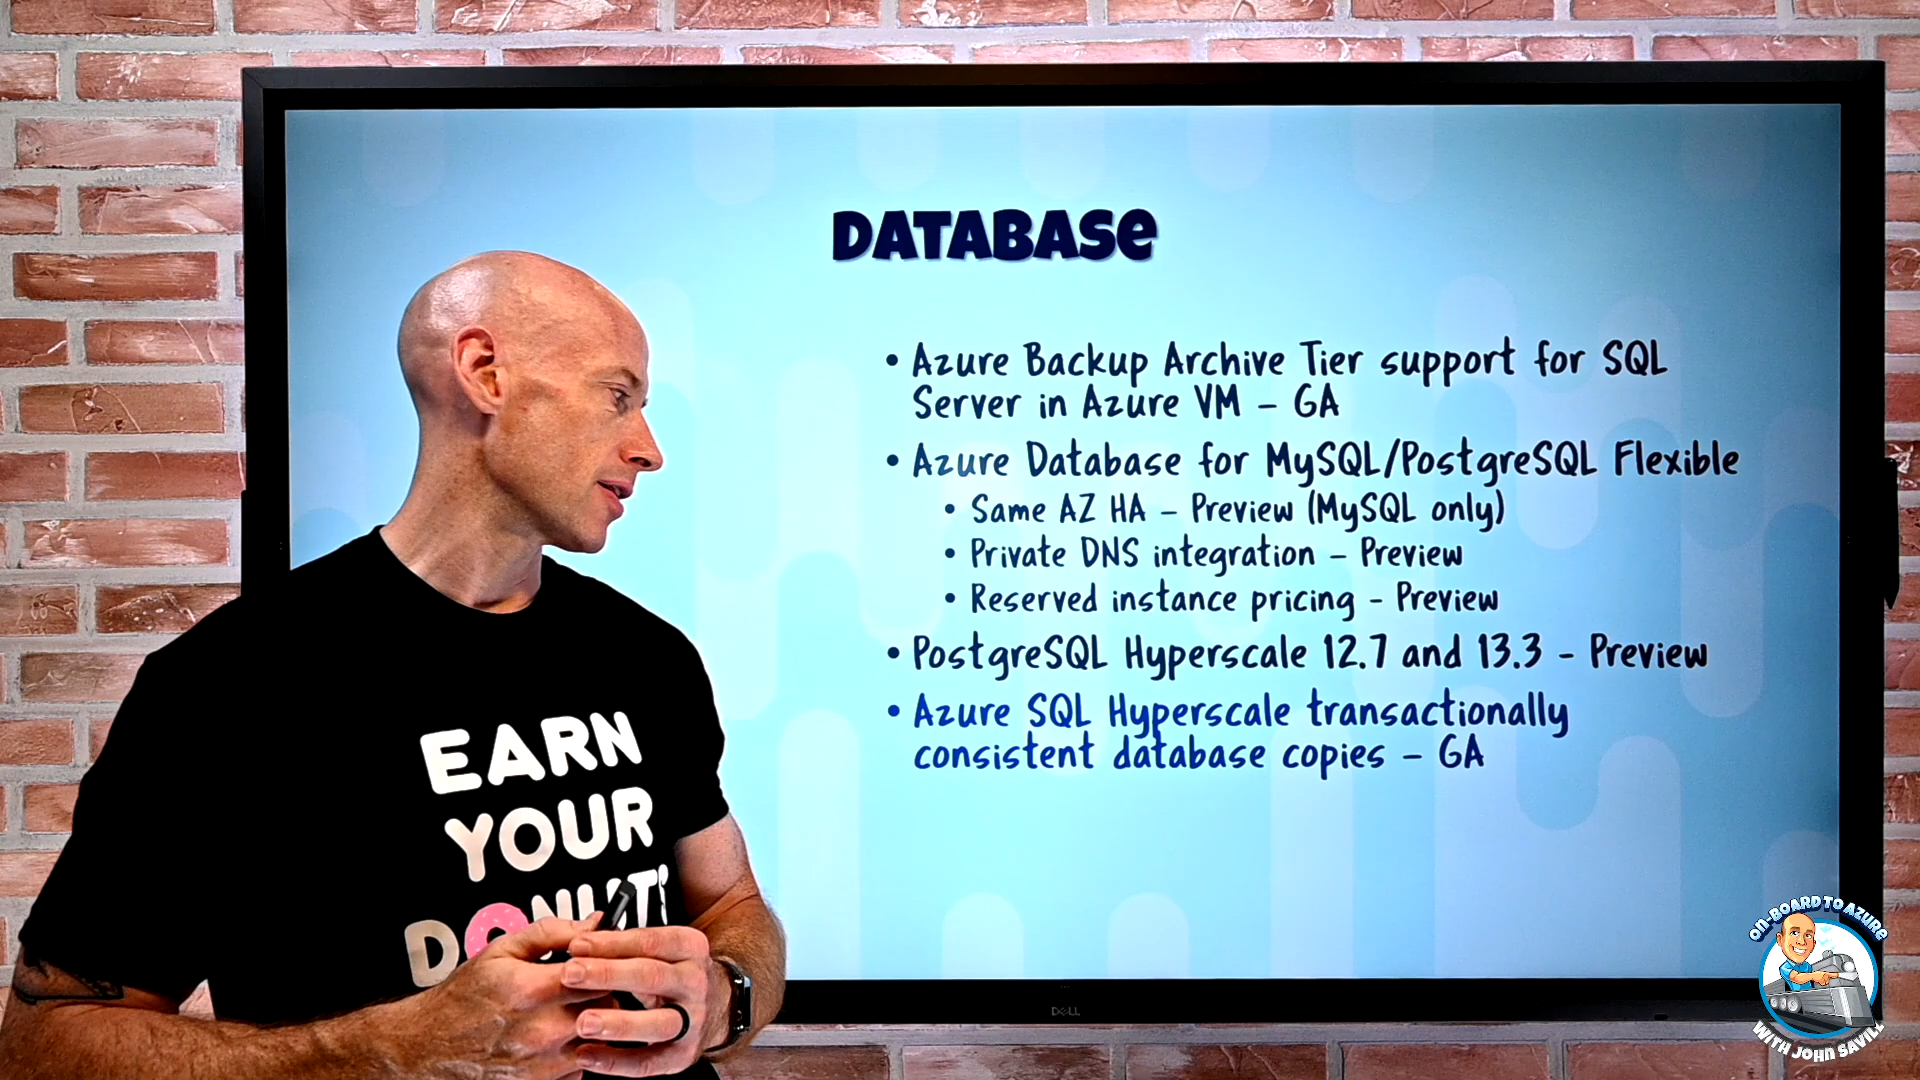 DATABASE
• Azure Backup Archive Tier support for SQL
Server in Azure VM – GA
• Azure Database for MySQL/PostgreSQL Flexible
• Same AZ HA – Preview (MySQL only)
• Private DNS integration – Preview
• Reserved instance pricing - Preview
• PostgreSQL Hyperscale 12.7 and 13.3 - Preview
• Azure SQL Hyperscale transactionally
consistent database copies – GA
EARN
YOUR
DONUTS
DELL
ON-BOARD TO AZURE
WITH JOHN SAVILL